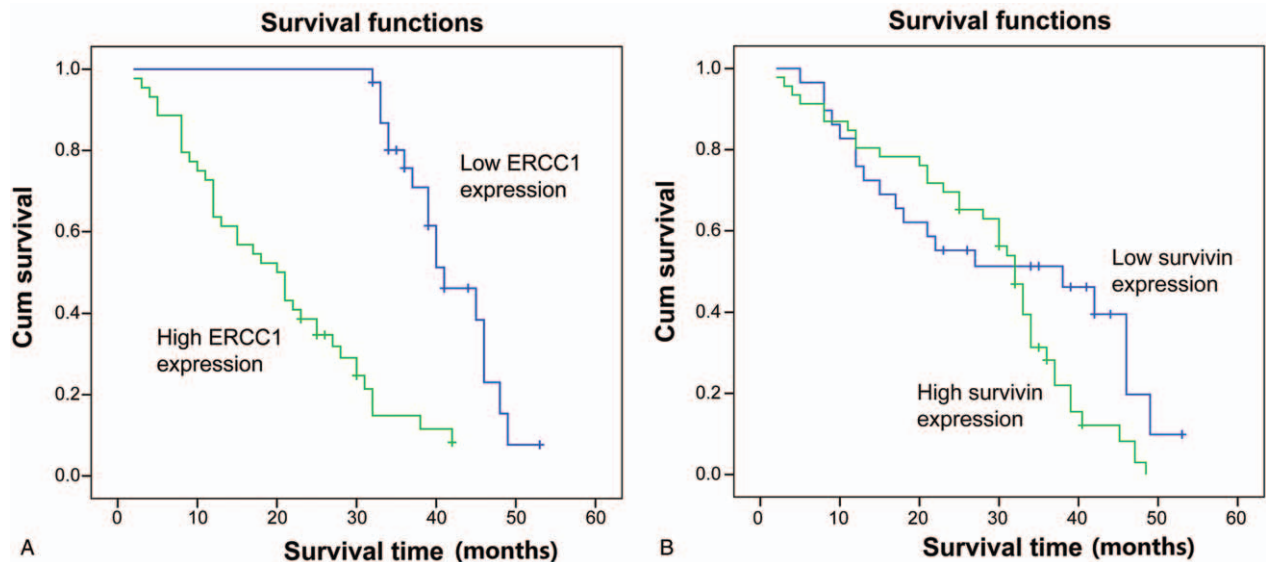 Survival functions
Cum survival
1.0
0.8
0.6
0.4
0.2
0.0
Low ERCC1
expression
High ERCC1
expression
0 10 20 30 40 50 60
A
Survival time (months)
Survival functions
Cum survival
1.0
0.8
0.6
0.4
0.2
0.0
Low survivin
expression
High survivin
expression
0 10 20 30 40 50 60
B
Survival time (months)